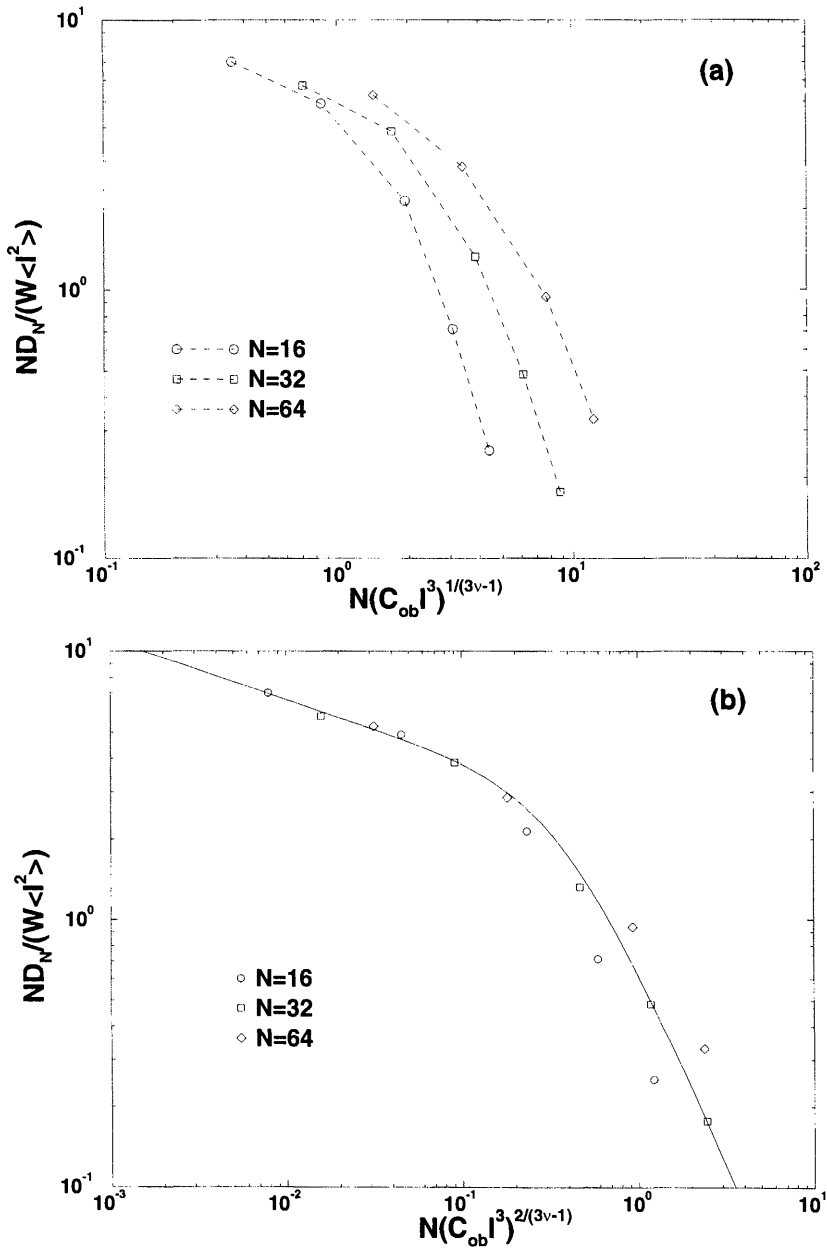 10¹
(a)
ND_N/(W<l²>)
10⁰
N=16
N=32
N=64
10⁻¹
10⁻¹ 10⁰ 10¹ 10²
N(C_ob l³)^1/(3ν-1)
10¹
(b)
ND_N/(W<l²>)
10⁰
N=16
N=32
N=64
10⁻¹
10⁻³ 10⁻² 10⁻¹ 10⁰ 10¹
N(C_ob l³)^2/(3ν-1)